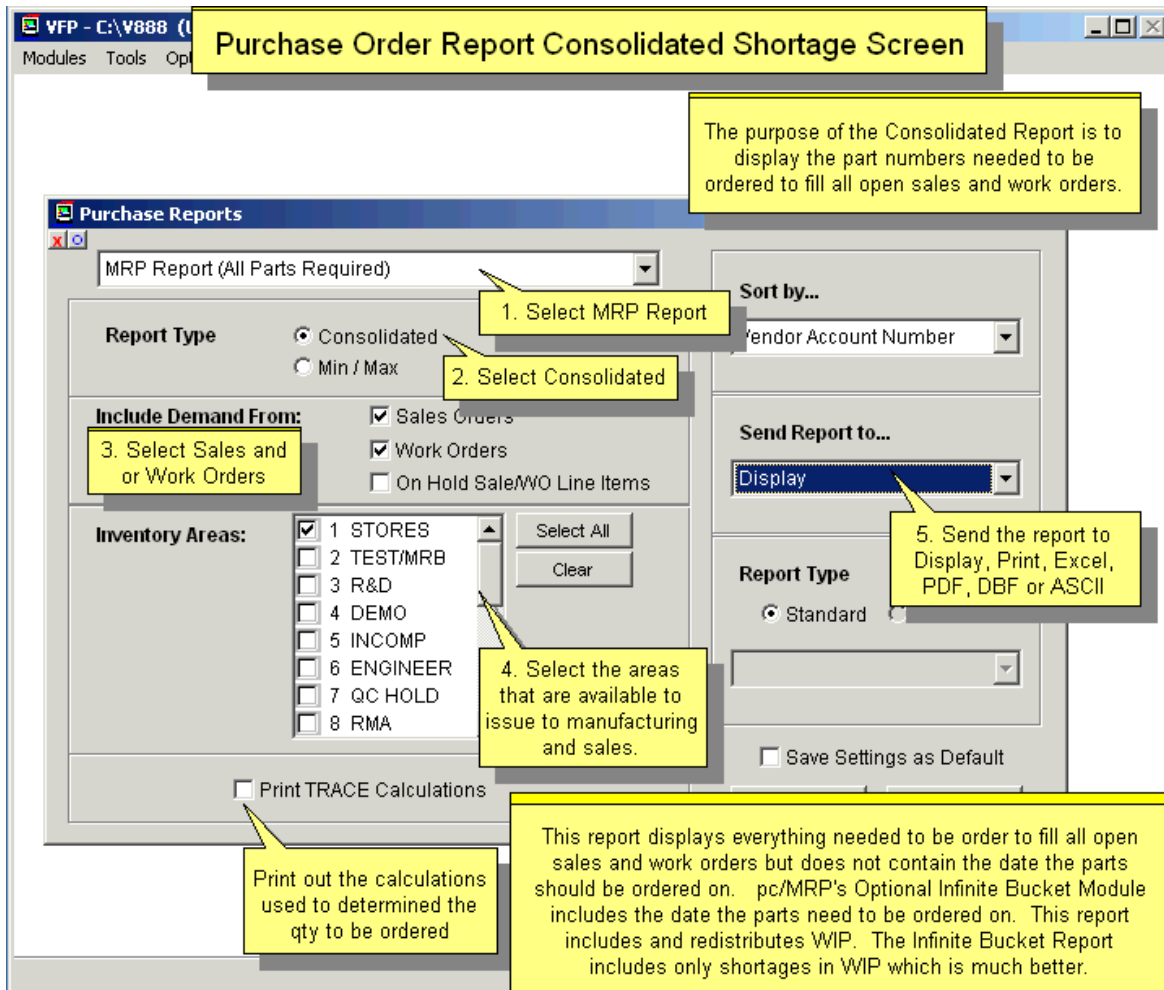 VFP - C:\V888 (U
Purchase Order Report Consolidated Shortage Screen
Modules Tools Opt
The purpose of the Consolidated Report is to
display the part numbers needed to be
ordered to fill all open sales and work orders.
Purchase Reports
MRP Report (All Parts Required)
1. Select MRP Report
Report Type
Consolidated
Min / Max
2. Select Consolidated
Include Demand From:
Sales Orders
Work Orders
On Hold Sale/WO Line Items
3. Select Sales and
or Work Orders
Inventory Areas:
1 STORES
2 TEST/MRB
3 R&D
4 DEMO
5 INCOMP
6 ENGINEER
7 QC HOLD
8 RMA
Select All
Clear
4. Select the areas
that are available to
issue to manufacturing
and sales.
Print TRACE Calculations
Print out the calculations
used to determined the
qty to be ordered
Sort by...
Vendor Account Number
Send Report to...
Display
5. Send the report to
Display, Print, Excel,
PDF, DBF or ASCII
Report Type
Standard
Save Settings as Default
This report displays everything needed to be order to fill all open
sales and work orders but does not contain the date the parts
should be ordered on. pc/MRP's Optional Infinite Bucket Module
includes the date the parts need to be ordered on. This report
includes and redistributes WIP. The Infinite Bucket Report
includes only shortages in WIP which is much better.